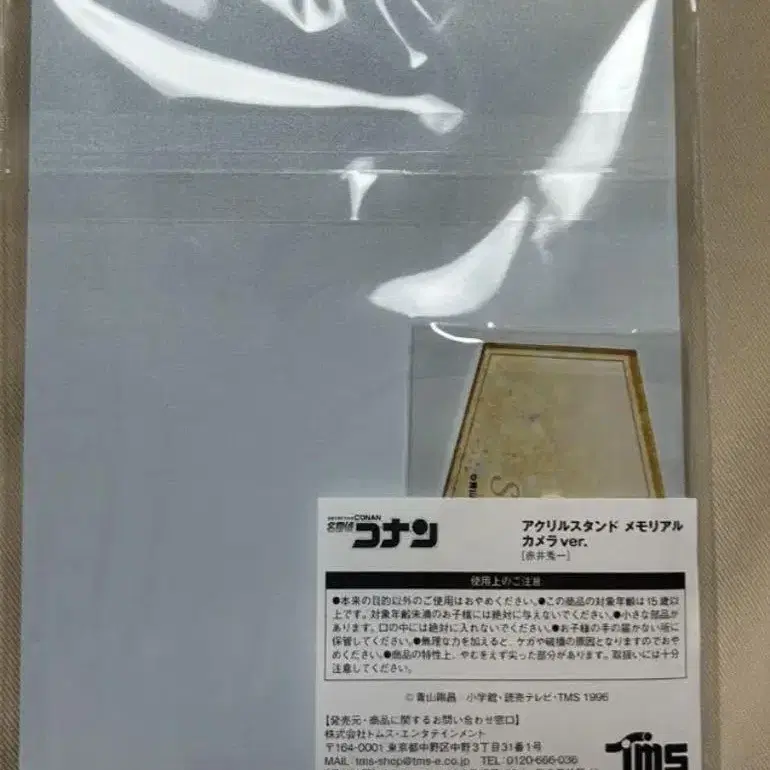 DETECTIVE CONAN
名探偵コナン
アクリルスタンド メモリアル
カメラver.
[赤井秀一]
使用上のご注意
●本来の目的以外のご使用はおやめください。●この商品の対象年齢は15歳以
上です。対象年齢未満のお子様には絶対に与えないでください。●小さな部品が
あります。口の中には絶対に入れないでください。●お子様の手の届かない所に
保管してください。●無理な力を加えると、ケガや破損の原因となりますのでおや
めください。●商品の特性上、やむをえず尖った部分があります。取扱いには十分
注意してください。
©青山剛昌/小学館・読売テレビ・TMS 1996
【発売元・商品に関するお問い合わせ窓口】
株式会社トムス・エンタテインメント
〒164-0001 東京都中野区中野3丁目31番1号
MAIL tms-shop@tms-e.co.jp TEL 0120-666-036
TMS